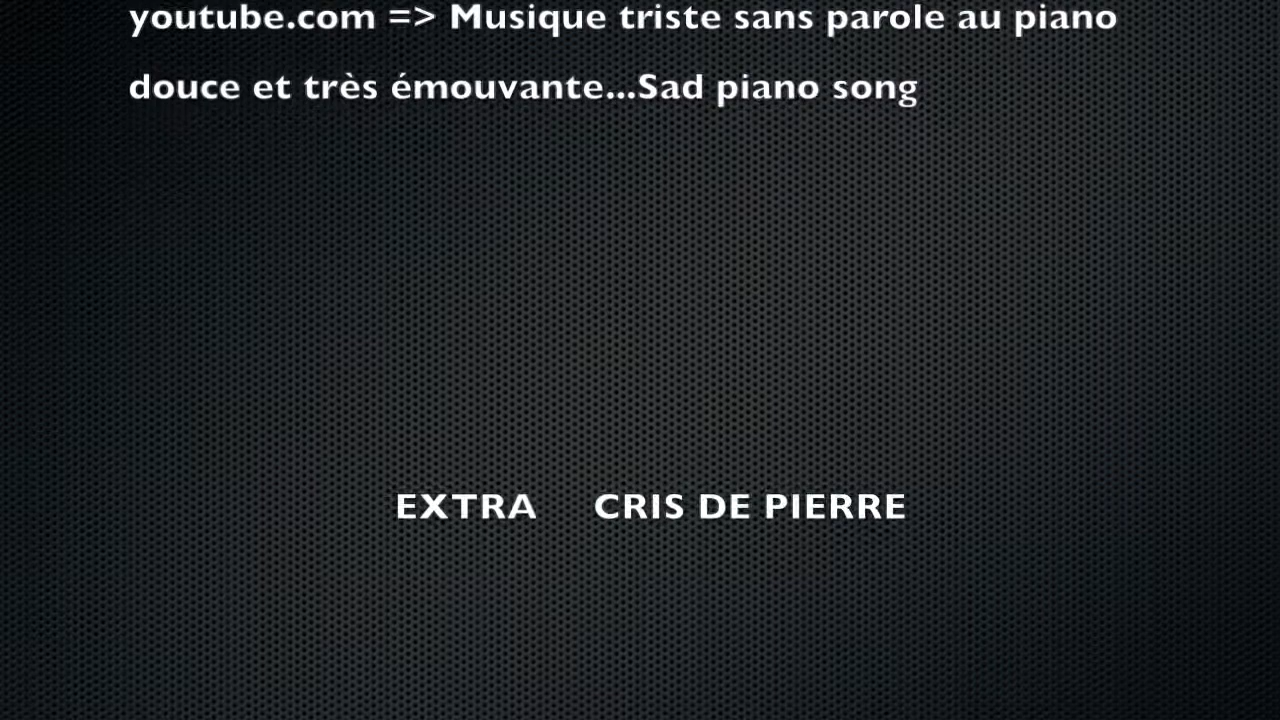 youtube.com => Musique triste sans parole au piano
douce et très émouvante...Sad piano song
EXTRA CRIS DE PIERRE